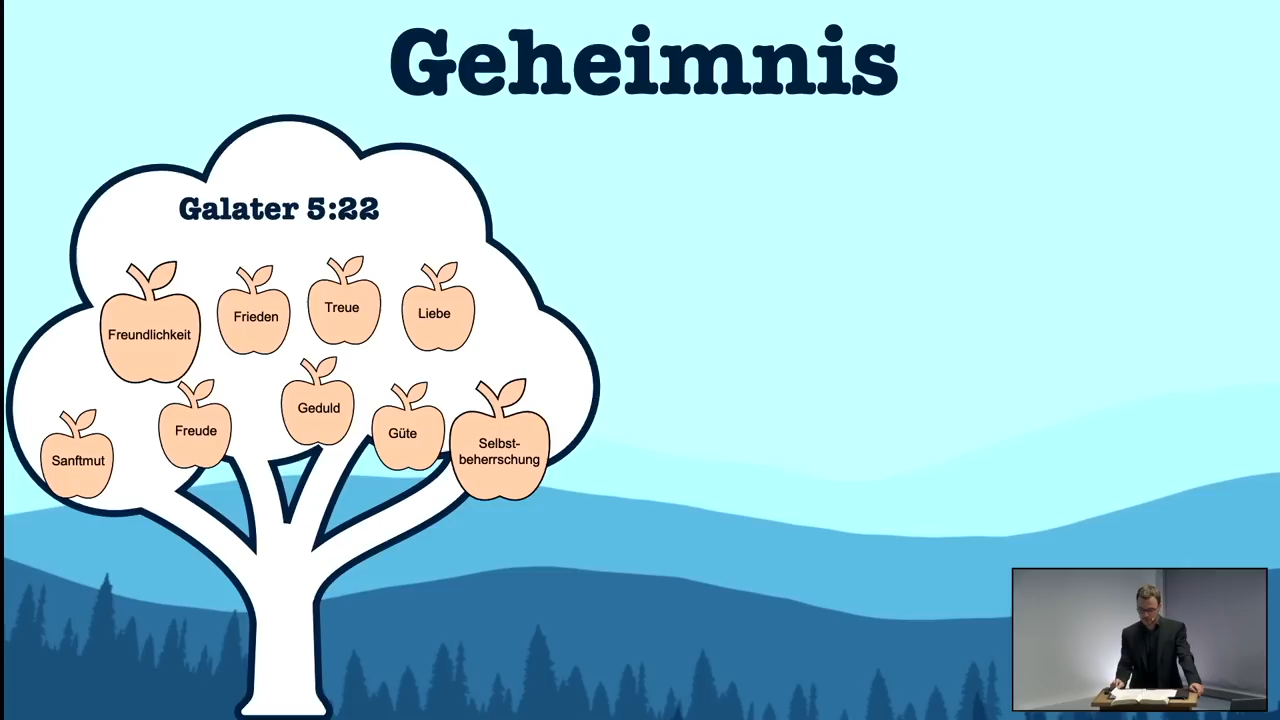 Geheimnis
Galater 5:22
Freundlichkeit
Frieden
Treue
Liebe
Sanftmut
Freude
Geduld
Güte
Selbst-
beherrschung